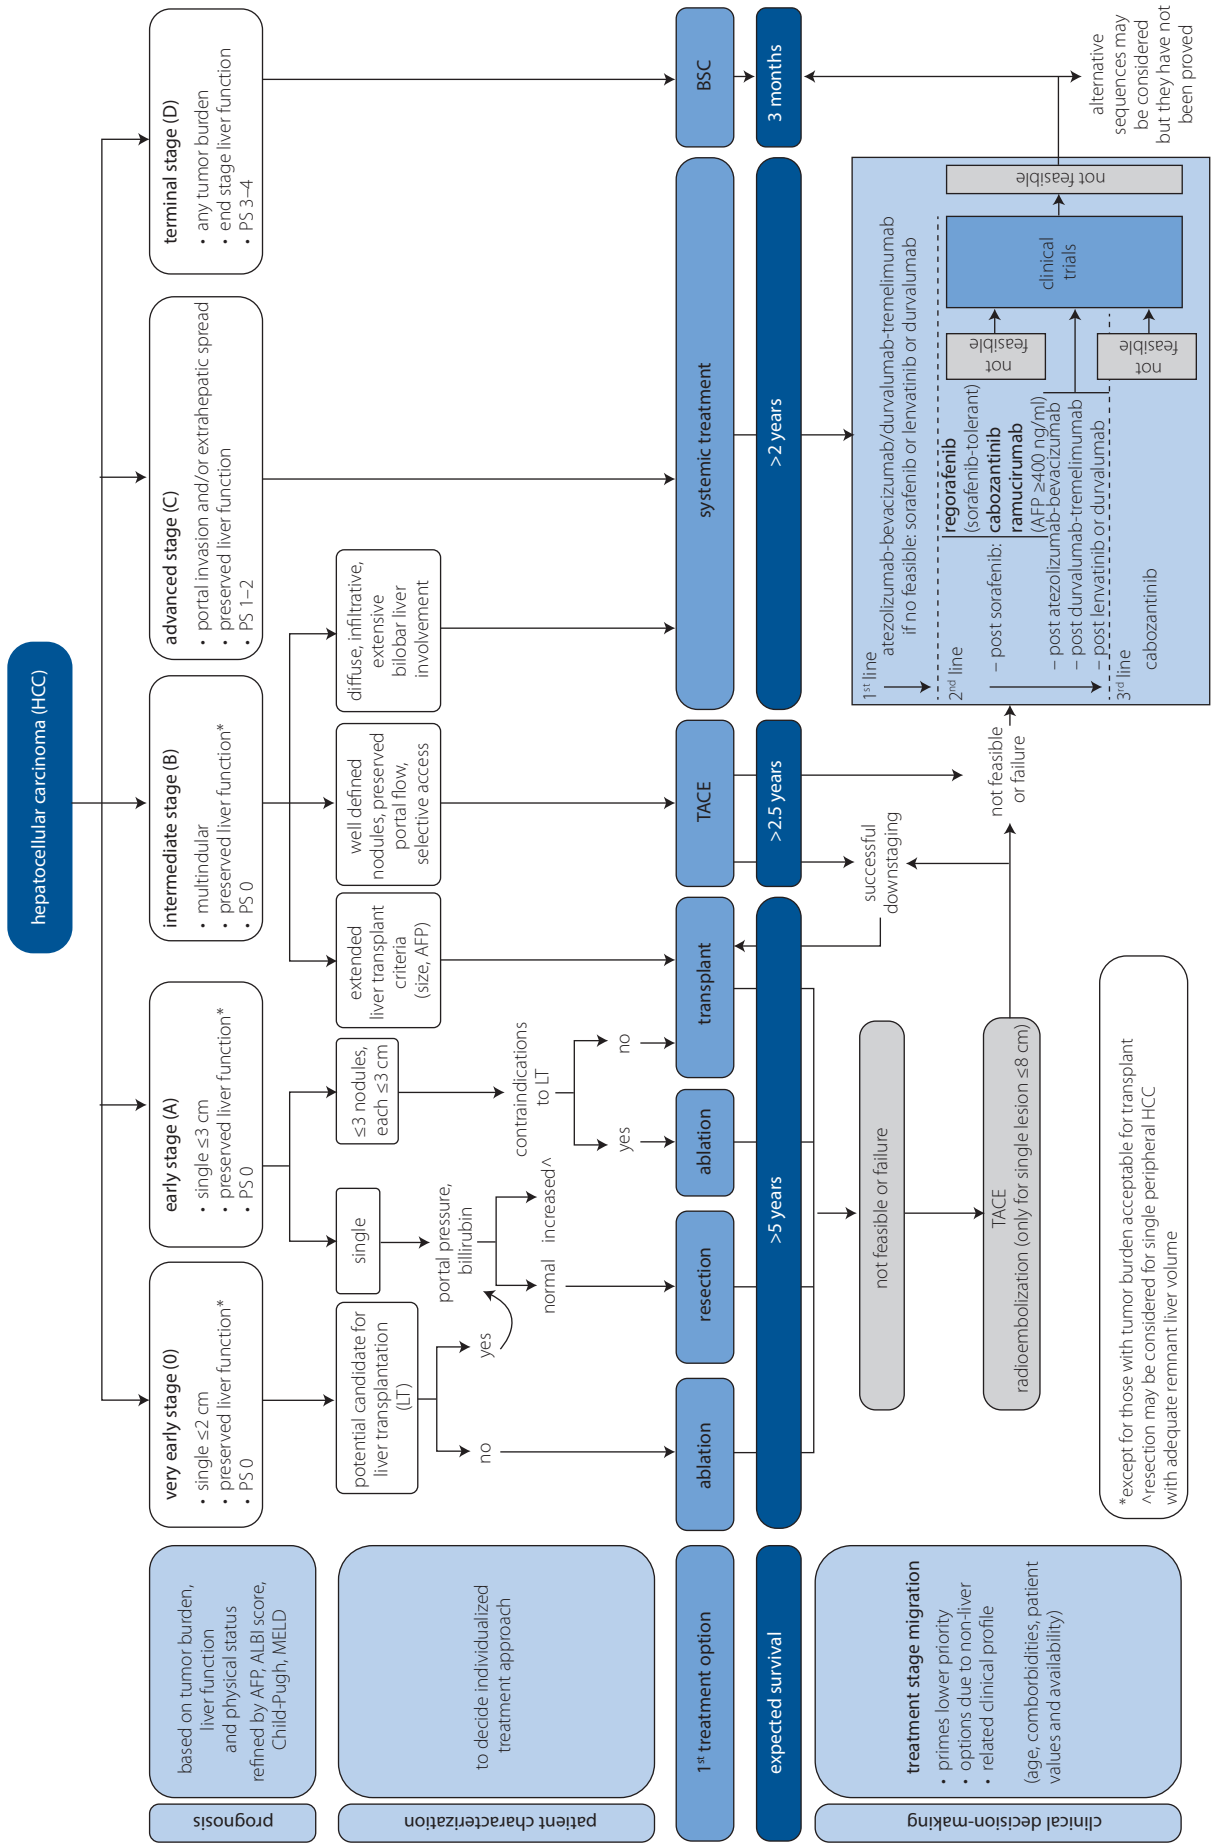 hepatocellular carcinoma (HCC)
prognosis
based on tumor burden,
liver function
and physical status
refined by AFP, ALBI score,
Child-Pugh, MELD
very early stage (0)
• single ≤2 cm
• preserved liver function*
• PS 0
early stage (A)
• single ≤3 cm
• preserved liver function*
• PS 0
intermediate stage (B)
• multindular
• preserved liver function*
• PS 0
advanced stage (C)
• portal invasion and/or extrahepatic spread
• preserved liver function
• PS 1–2
terminal stage (D)
• any tumor burden
• end stage liver function
• PS 3–4
patient characterization
to decide individualized
treatment approach
potential candidate for
liver transplantation
(LT)
no
yes
single
portal pressure,
billirubin
normal
increased^
≤3 nodules,
each ≤3 cm
contraindications
to LT
yes
no
extended
liver transplant
criteria
(size, AFP)
well defined
nodules, preserved
portal flow,
selective access
diffuse, infiltrative,
extensive
bilobar liver
involvement
1st treatment option
ablation
resection
ablation
transplant
TACE
systemic treatment
BSC
expected survival
>5 years
>2.5 years
>2 years
3 months
clinical decision-making
treatment stage migration
• primes lower priority
• options due to non-liver
• related clinical profile
(age, comborbidities, patient
values and availability)
not feasible or failure
TACE
radioembolization (only for single lesion ≤8 cm)
successful
downstaging
not feasible
or failure
1st line
atezolizumab-bevacizumab/durvalumab-tremelimumab
if no feasible: sorafenib or lenvatinib or durvalumab
2nd line
– post sorafenib:
regorafenib
(sorafenib-tolerant)
cabozantinib
ramucirumab
(AFP ≥400 ng/ml)
– post atezolizumab-bevacizumab
– post durvalumab-tremelimumab
– post lenvatinib or durvalumab
3rd line
cabozantinib
not
feasible
not
feasible
clinical
trials
not feasible
alternative
sequences may
be considered
but they have not
been proved
*except for those with tumor burden acceptable for transplant
^resection may be considered for single peripheral HCC
with adequate remnant liver volume